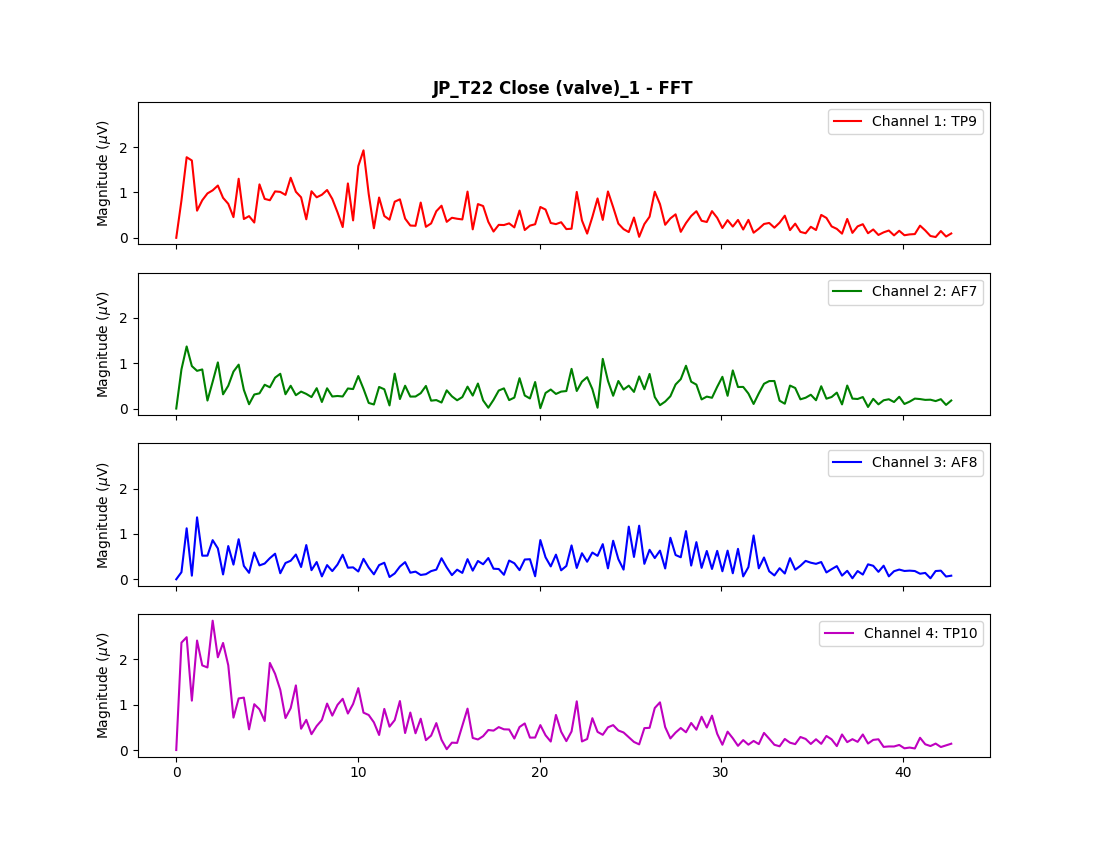 JP_T22 Close (valve)_1 - FFT
Magnitude (μV)
2
1
0
Channel 1: TP9
Magnitude (μV)
2
1
0
Channel 2: AF7
Magnitude (μV)
2
1
0
Channel 3: AF8
Magnitude (μV)
2
1
0
Channel 4: TP10
0 10 20 30 40